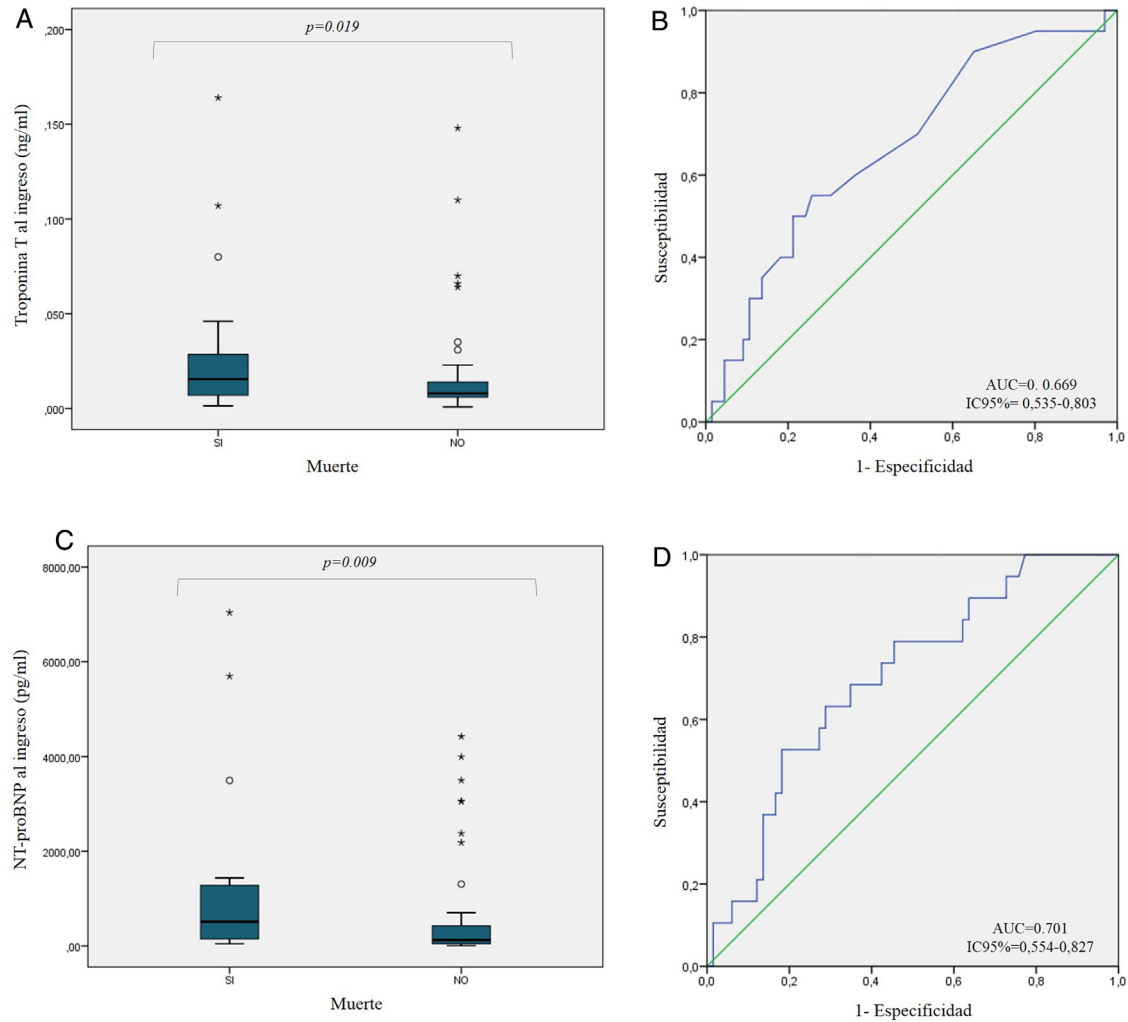 A
p=0.019
,200
,150
,100
,050
,000
Troponina T al ingreso (ng/ml)
SI
NO
Muerte
B
1,0
0,8
0,6
0,4
0,2
0,0
Susceptibilidad
AUC=0. 0.669
IC95%= 0,535-0,803
0,0
0,2
0,4
0,6
0,8
1,0
1- Especificidad
C
p=0.009
8000,00
6000,00
4000,00
2000,00
,00
NT-proBNP al ingreso (pg/ml)
SI
NO
Muerte
D
1,0
0,8
0,6
0,4
0,2
0,0
Susceptibilidad
AUC=0.701
IC95%=0,554-0,827
0,0
0,2
0,4
0,6
0,8
1,0
1- Especificidad